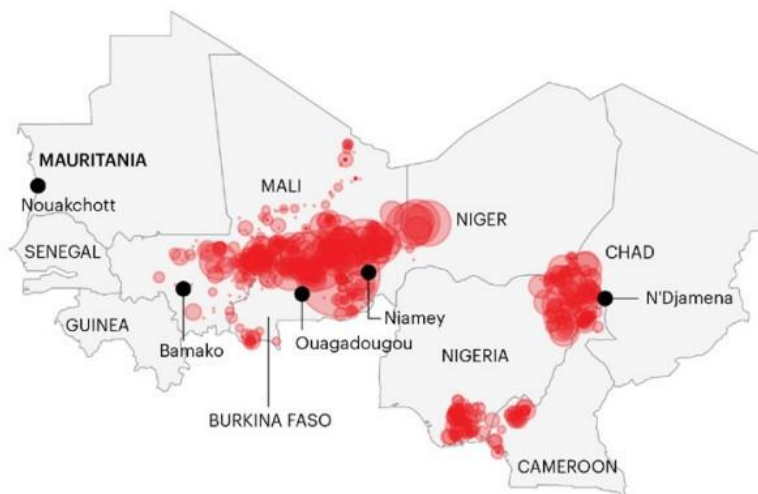 MAURITANIA
Nouakchott
MALI
NIGER
SENEGAL
CHAD
N'Djamena
GUINEA
Bamako
Ouagadougou
Niamey
NIGERIA
BURKINA FASO
CAMEROON